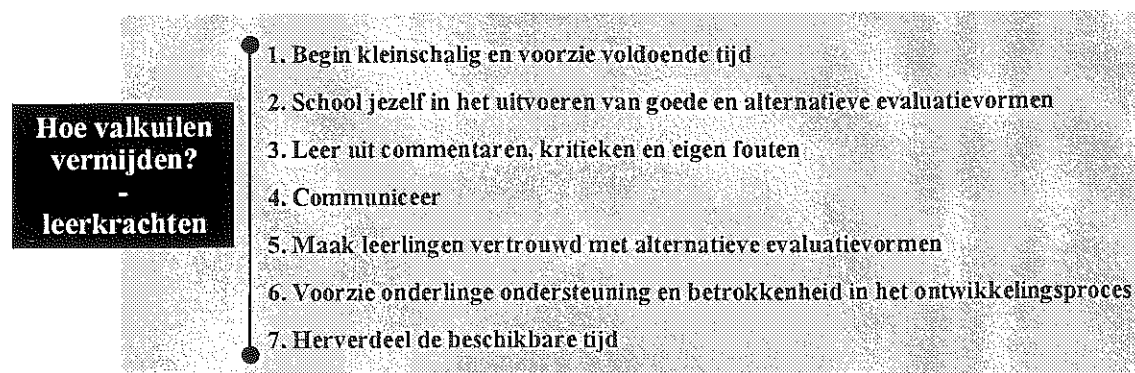 Hoe valkuilen
vermijden?
-
leerkrachten
1. Begin kleinschalig en voorzie voldoende tijd
2. School jezelf in het uitvoeren van goede en alternatieve evaluatievormen
3. Leer uit commentaren, kritieken en eigen fouten
4. Communiceer
5. Maak leerlingen vertrouwd met alternatieve evaluatievormen
6. Voorzie onderlinge ondersteuning en betrokkenheid in het ontwikkelingsproces
7. Herverdeel de beschikbare tijd